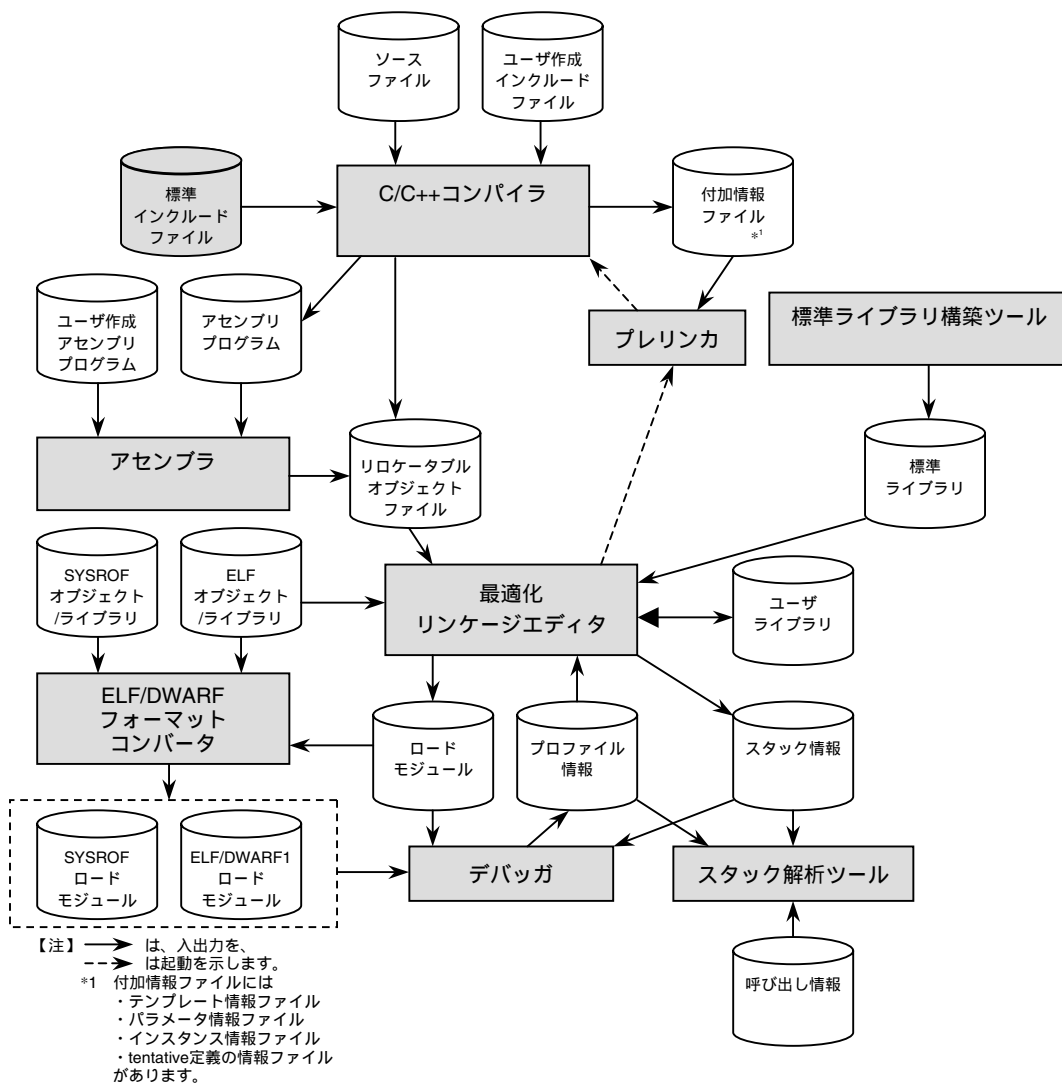 ソース
ファイル
ユーザ作成
インクルード
ファイル
標準
インクルード
ファイル
C/C++コンパイラ
付加情報
ファイル
*1
ユーザ作成
アセンブリ
プログラム
アセンブリ
プログラム
プレリンカ
標準ライブラリ構築ツール
アセンブラ
リロケータブル
オブジェクト
ファイル
標準
ライブラリ
SYSROF
オブジェクト
/ライブラリ
ELF
オブジェクト
/ライブラリ
最適化
リンケージエディタ
ユーザ
ライブラリ
ELF/DWARF
フォーマット
コンバータ
ロード
モジュール
プロファイル
情報
スタック情報
SYSROF
ロード
モジュール
ELF/DWARF1
ロード
モジュール
デバッガ
スタック解析ツール
呼び出し情報
【注】 は、入出力を、
は起動を示します。
*1 付加情報ファイルには
・テンプレート情報ファイル
・パラメータ情報ファイル
・インスタンス情報ファイル
・tentative定義の情報ファイル
があります。